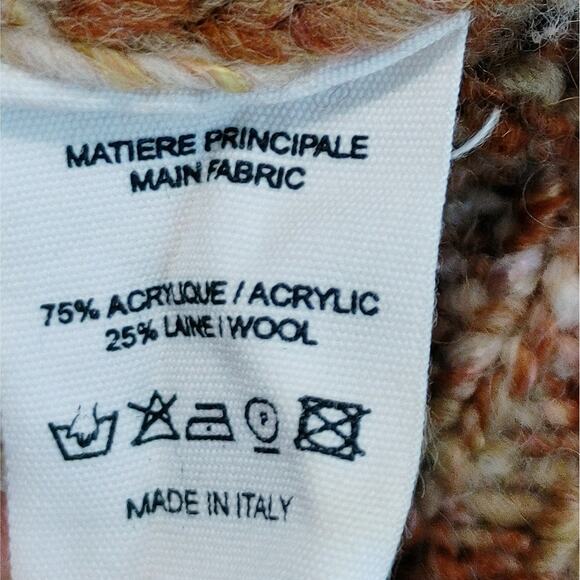 MATIERE PRINCIPALE
MAIN FABRIC
75% ACRYLIQUE / ACRYLIC
25% LAINE / WOOL
MADE IN ITALY